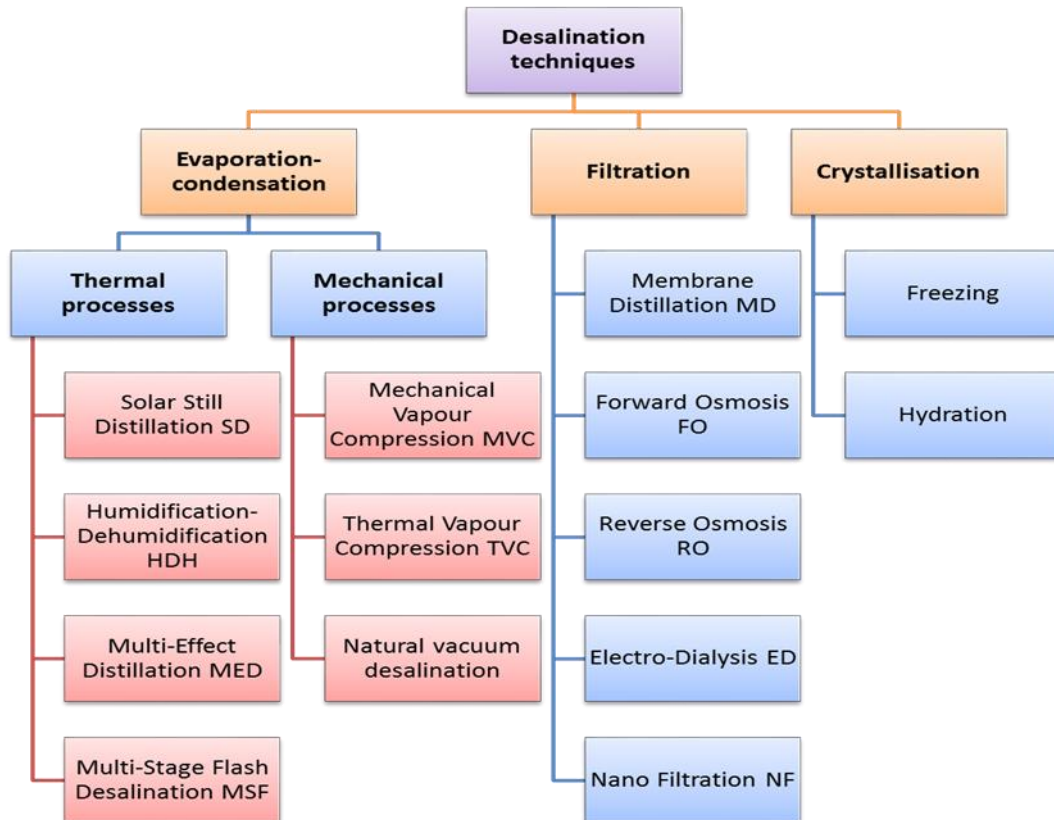 Desalination
techniques
Evaporation-
condensation
Filtration
Crystallisation
Thermal
processes
Mechanical
processes
Solar Still
Distillation SD
Humidification-
Dehumidification
HDH
Multi-Effect
Distillation MED
Multi-Stage Flash
Desalination MSF
Mechanical
Vapour
Compression MVC
Thermal Vapour
Compression TVC
Natural vacuum
desalination
Membrane
Distillation MD
Forward Osmosis
FO
Reverse Osmosis
RO
Electro-Dialysis ED
Nano Filtration NF
Freezing
Hydration